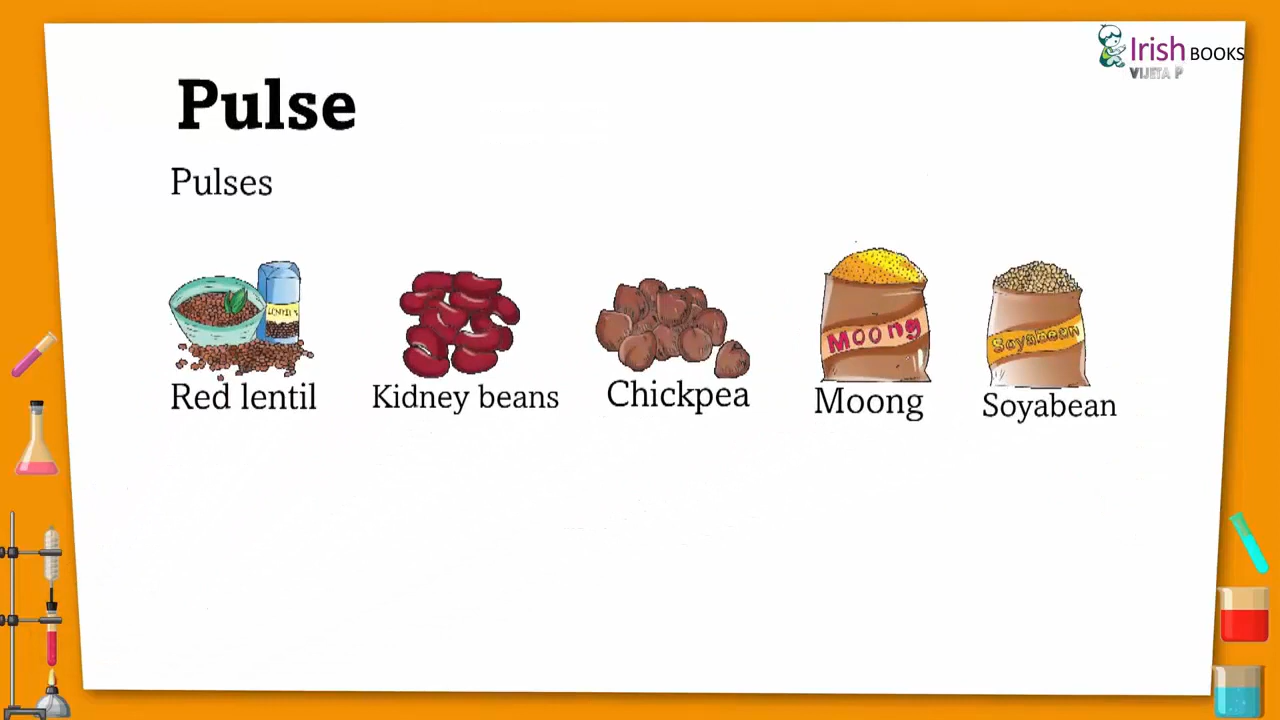 Irish BOOKS
VIJETA P
Pulse
Pulses
Moong
Soyabean
Red lentil
Kidney beans
Chickpea
Moong
Soyabean